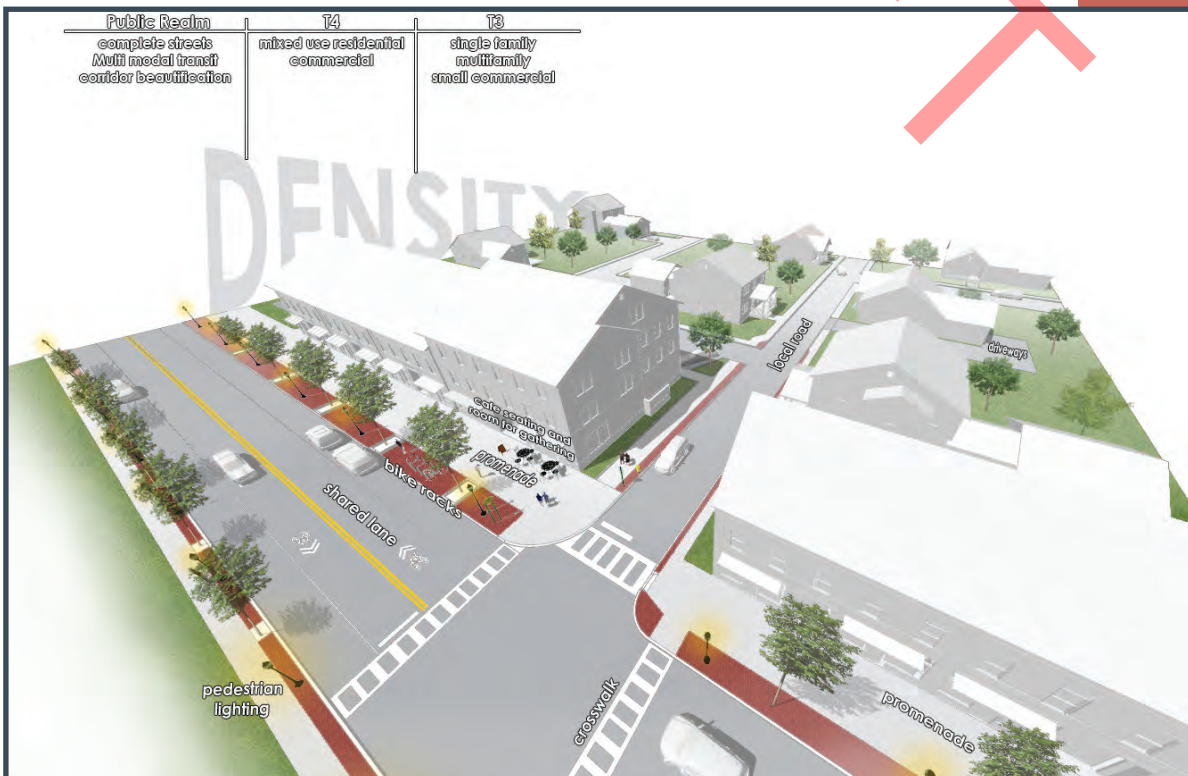 Public Realm
complete streets
Multi modal transit
corridor beautification
T4
mixed use residential
commercial
T3
single family
multifamily
small commercial
DENSITY
local road
driveways
cafe seating and
room for gathering
promenade
bike racks
shared lane
pedestrian
lighting
crosswalk
promenade